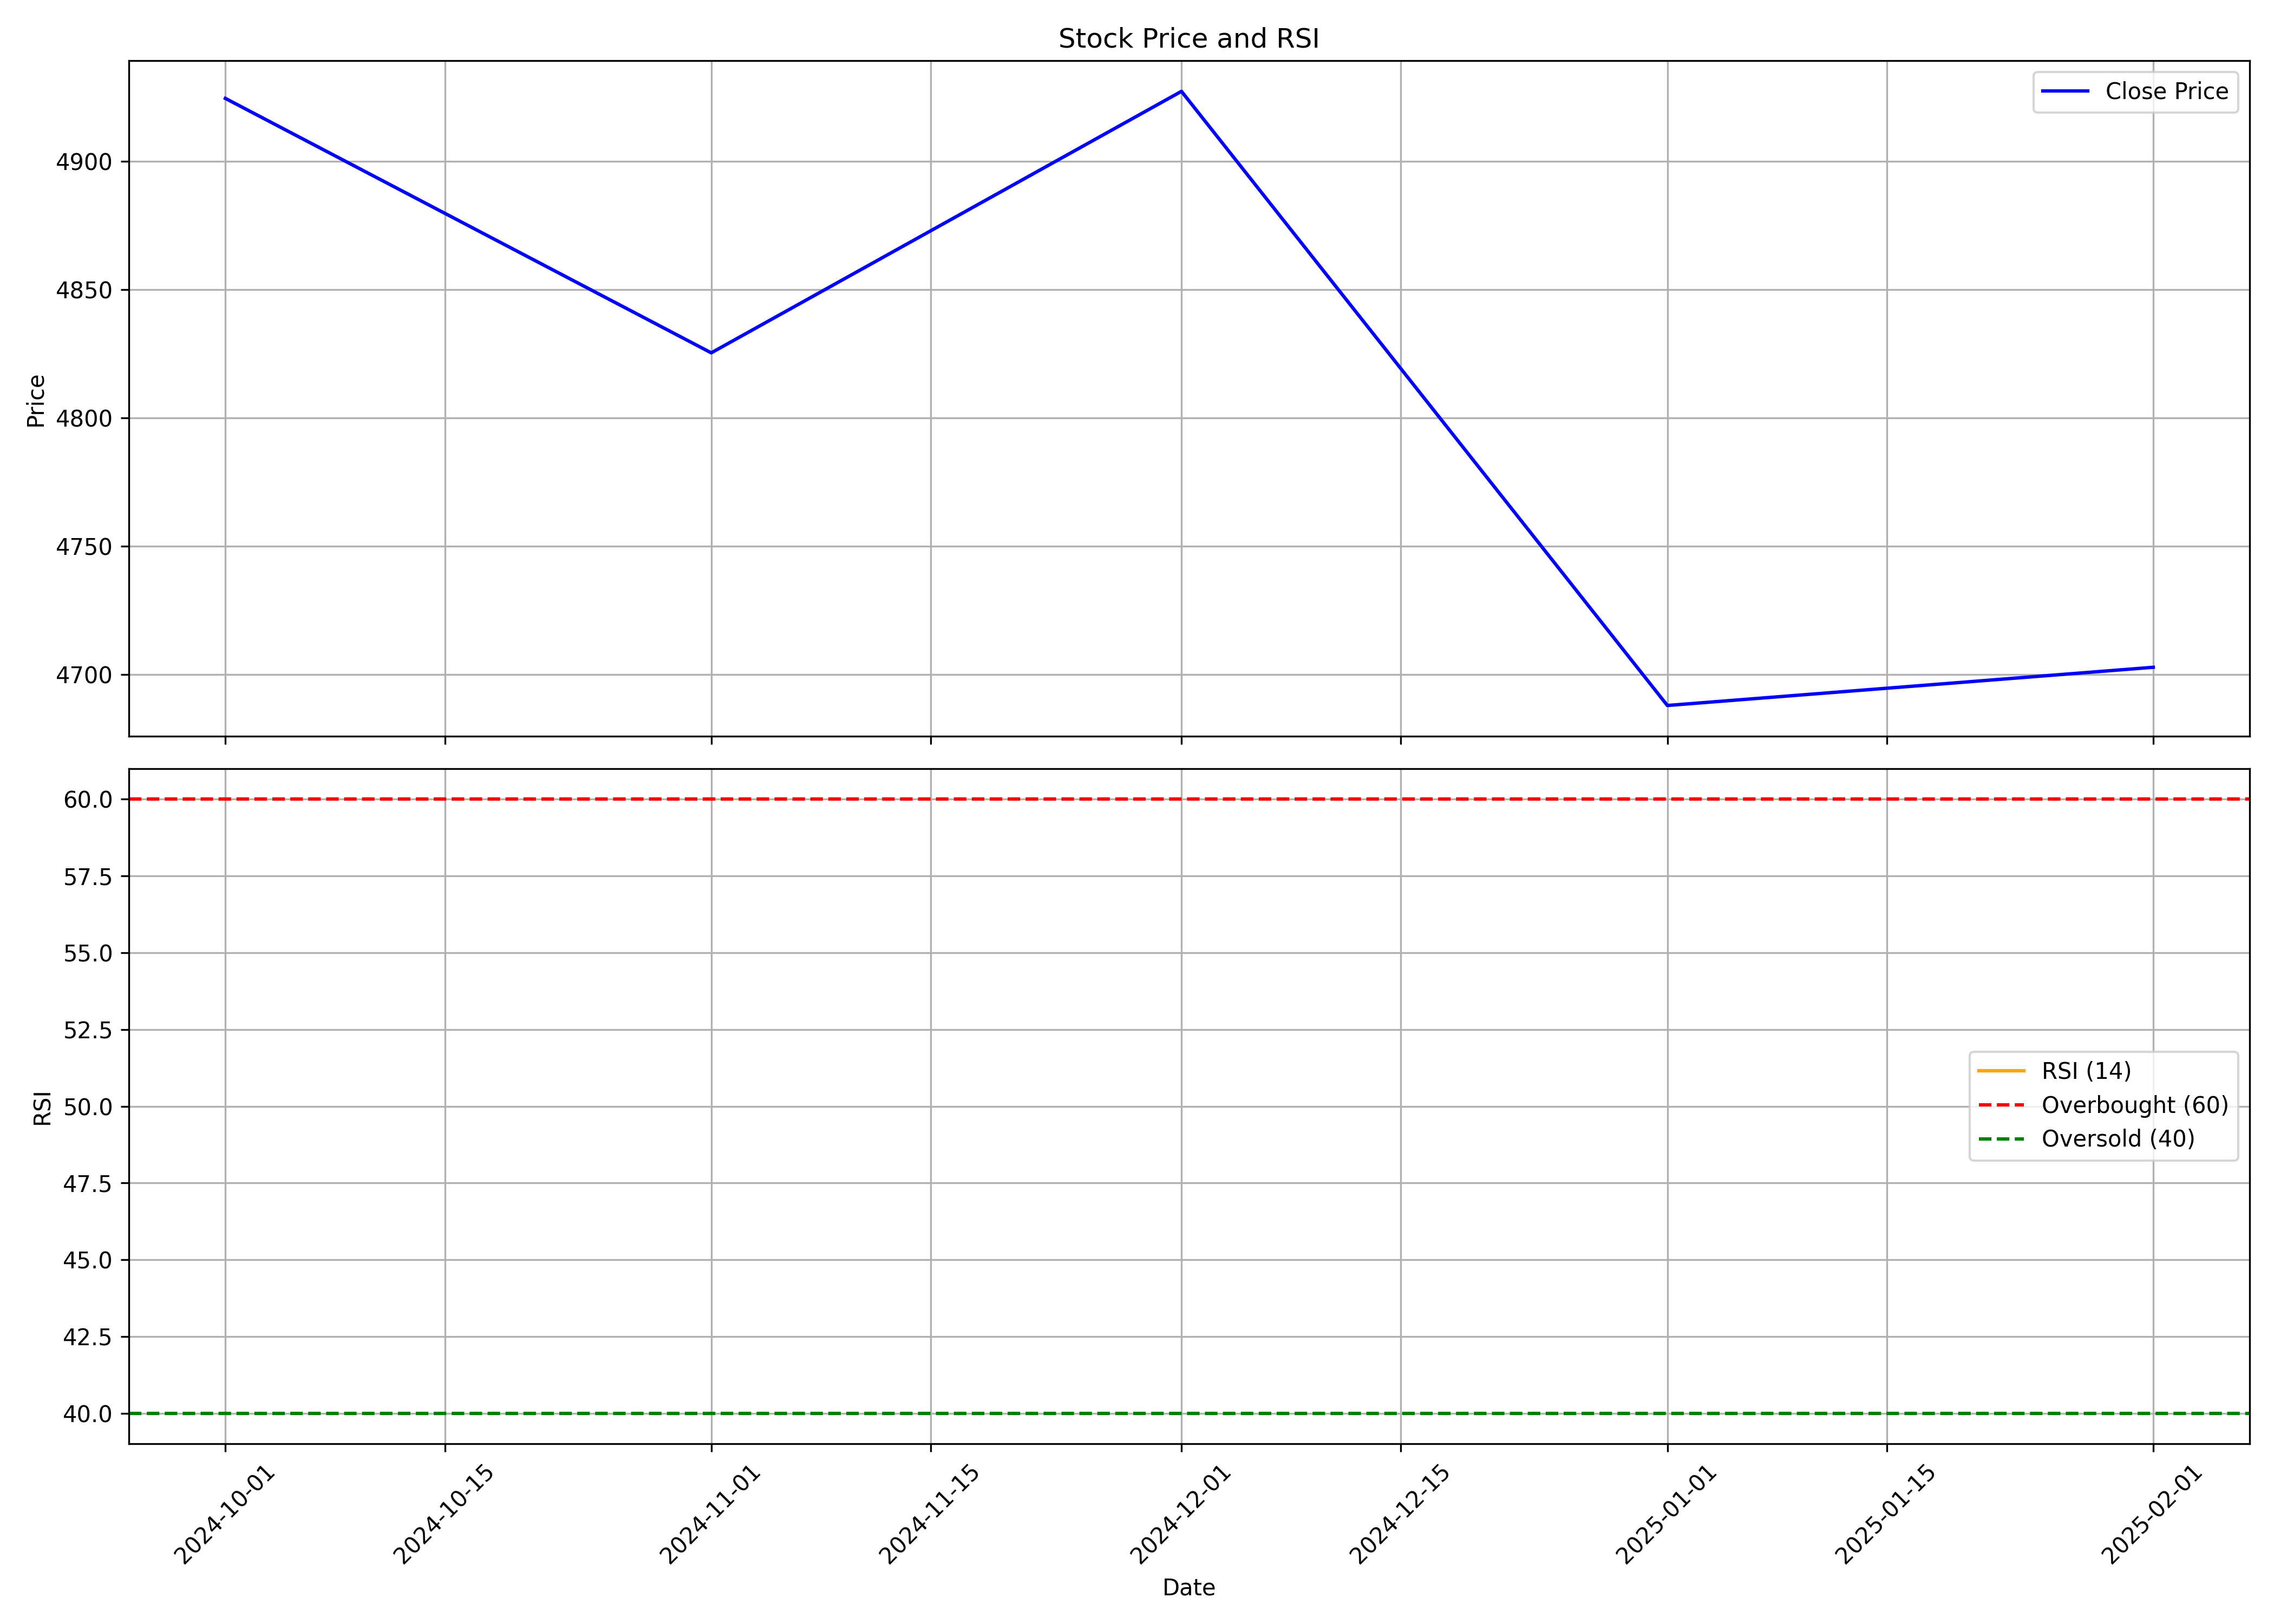 Stock Price and RSI
Close Price
Price
4900
4850
4800
4750
4700
RSI
60.0
57.5
55.0
52.5
50.0
47.5
45.0
42.5
40.0
RSI (14)
Overbought (60)
Oversold (40)
2024-10-01
2024-10-15
2024-11-01
2024-11-15
2024-12-01
2024-12-15
2025-01-01
2025-01-15
2025-02-01
Date